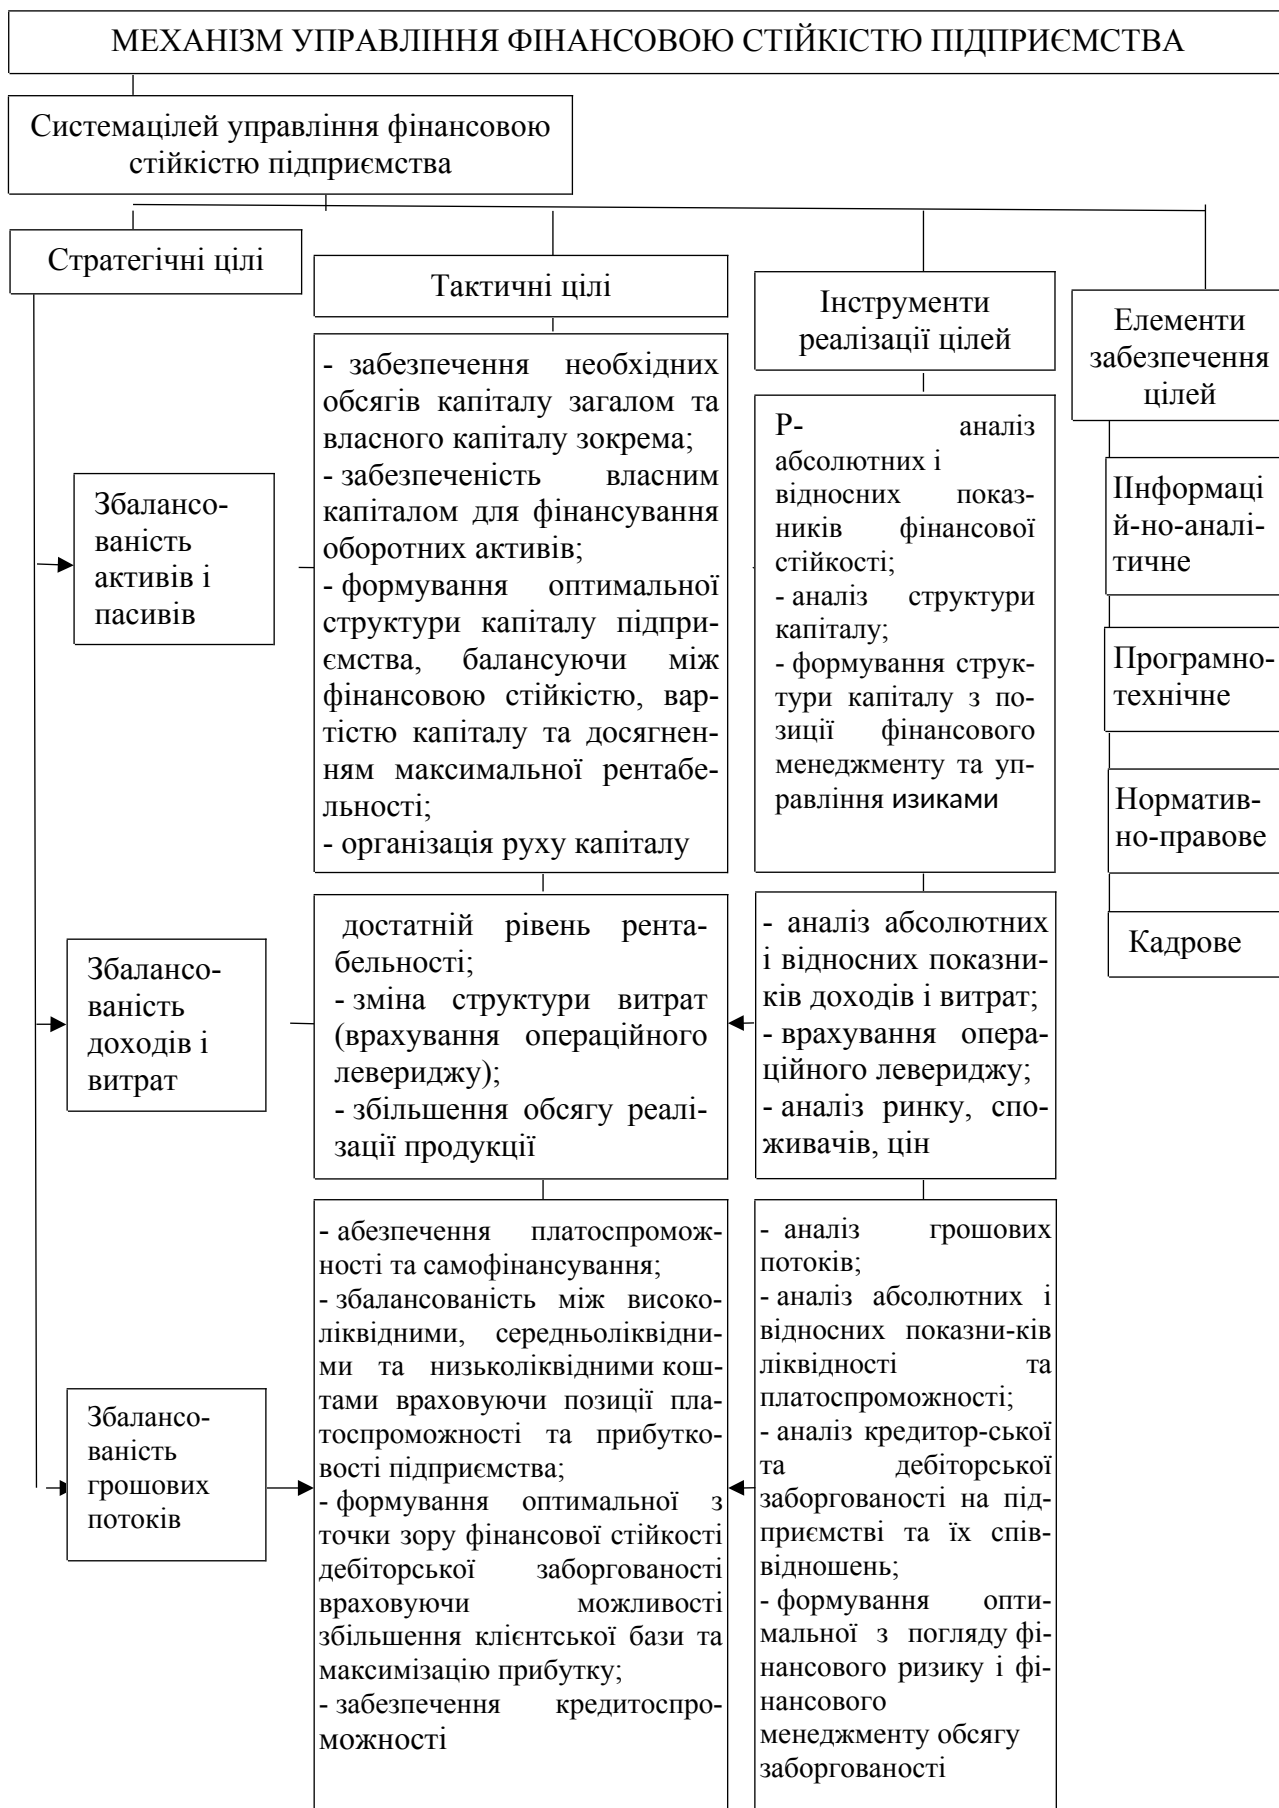 МЕХАНІЗМ УПРАВЛІННЯ ФІНАНСОВОЮ СТІЙКІСТЮ ПІДПРИЄМСТВА
Системацілей управління фінансовою
стійкістю підприємства
Стратегічні цілі
Тактичні цілі
Інструменти
реалізації цілей
Елементи
забезпечення
цілей
Збалансо-
ваність
активів і
пасивів
- забезпечення необхідних
обсягів капіталу загалом та
власного капіталу зокрема;
- забезпеченість власним
капіталом для фінансування
оборотних активів;
- формування оптимальної
структури капіталу підпри-
ємства, балансуючи між
фінансовою стійкістю, вар-
тістю капіталу та досягнен-
ням максимальної рентабе-
льності;
- організація руху капіталу
Р- аналіз
абсолютних і
відносних показ-
ників фінансової
стійкості;
- аналіз структури
капіталу;
- формування струк-
тури капіталу з по-
зиції фінансового
менеджменту та уп-
равління изиками
ІІнформаці
й-но-аналі-
тичне
Програмно-
технічне
Норматив-
но-правове
Кадрове
Збалансо-
ваність
доходів і
витрат
достатній рівень рента-
бельності;
- зміна структури витрат
(врахування операційного
левериджу);
- збільшення обсягу реалі-
зації продукції
- аналіз абсолютних
і відносних показни-
ків доходів і витрат;
- врахування опера-
ційного левериджу;
- аналіз ринку, спо-
живачів, цін
Збалансо-
ваність
грошових
потоків
- абезпечення платоспромож-
ності та самофінансування;
- збалансованість між високо-
ліквідними, середньоліквідни-
ми та низьколіквідними кош-
тами враховуючи позиції пла-
тоспроможності та прибутко-
вості підприємства;
- формування оптимальної з
точки зору фінансової стійкості
дебіторської заборгованості
враховуючи можливості
збільшення клієнтської бази та
максимізацію прибутку;
- забезпечення кредитоспро-
можності
- аналіз грошових
потоків;
- аналіз абсолютних і
відносних показни-ків
ліквідності та
платоспроможності;
- аналіз кредитор-ської
та дебіторської
заборгованості на під-
приємстві та їх спів-
відношень;
- формування опти-
мальної з погляду фі-
нансового ризику і фі-
нансового
менеджменту обсягу
заборгованості